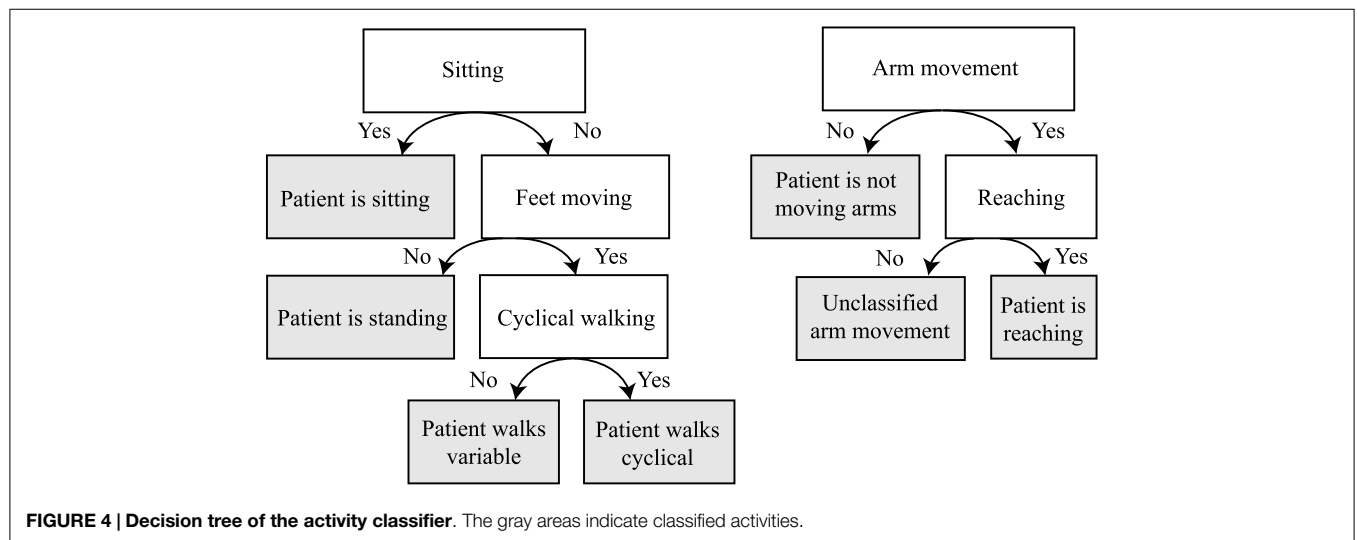 Sitting
Yes
No
Patient is sitting
Feet moving
No
Yes
Patient is standing
Cyclical walking
No
Yes
Patient walks
variable
Patient walks
cyclical
Arm movement
No
Yes
Patient is not
moving arms
Reaching
No
Yes
Unclassified
arm movement
Patient is
reaching
FIGURE 4 | Decision tree of the activity classifier. The gray areas indicate classified activities.